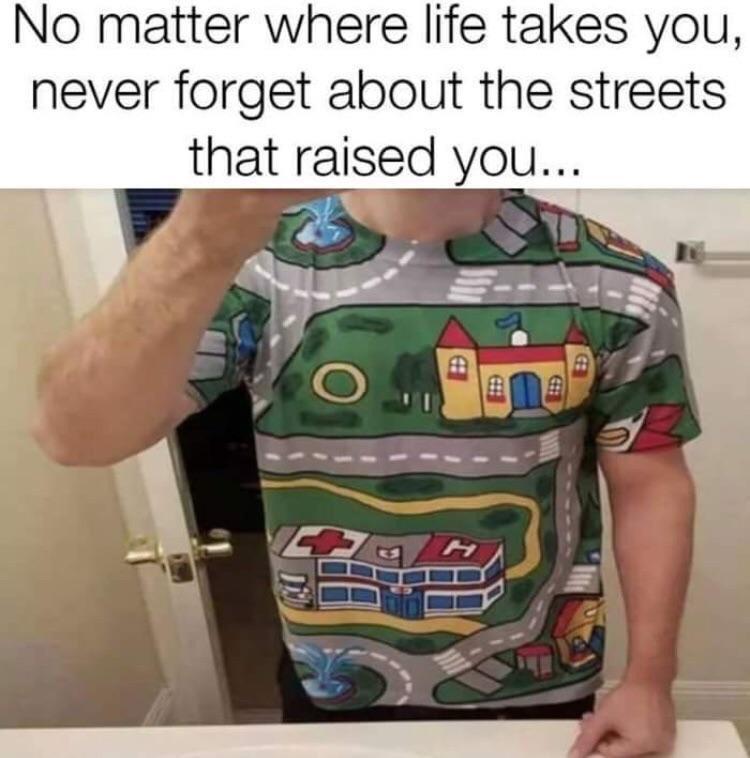 No matter where life takes you,
never forget about the streets
that raised you...
H